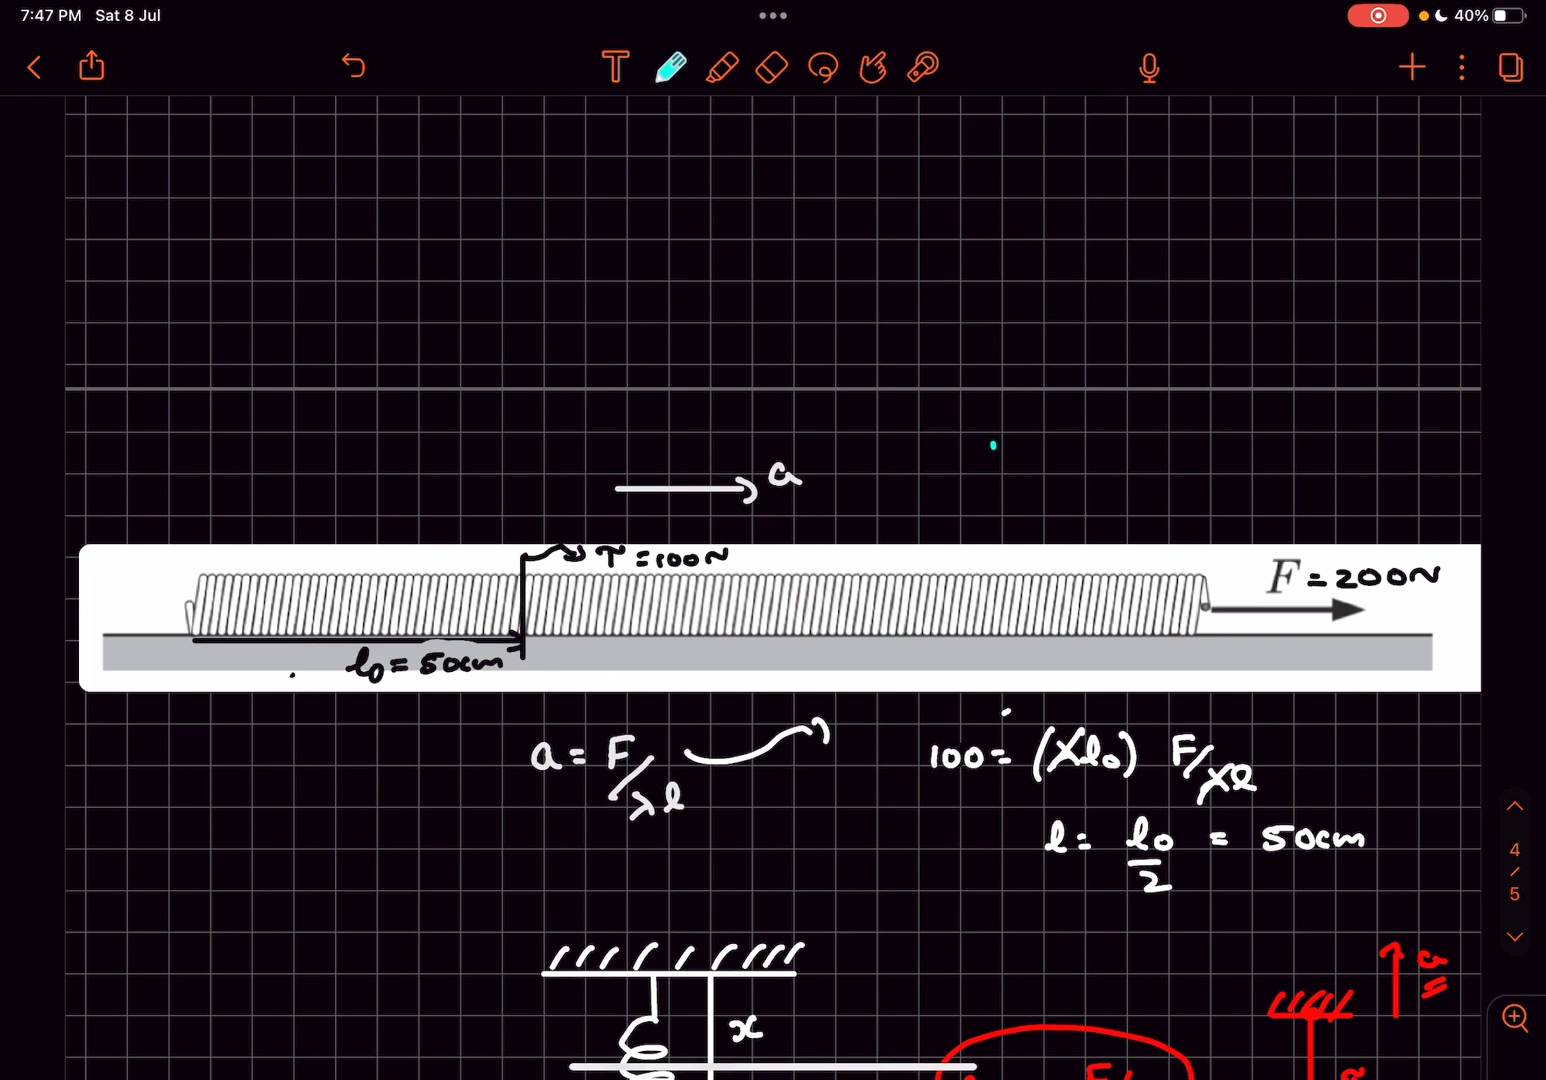 7:47 PM Sat 8 Jul
40%
T
a
T = 100N
F = 200N
l₀ = 50cm
a = F/λl
100 = (λl₀) F/λl
l = l₀/2 = 50cm
4
/
5
a
x
F/
a